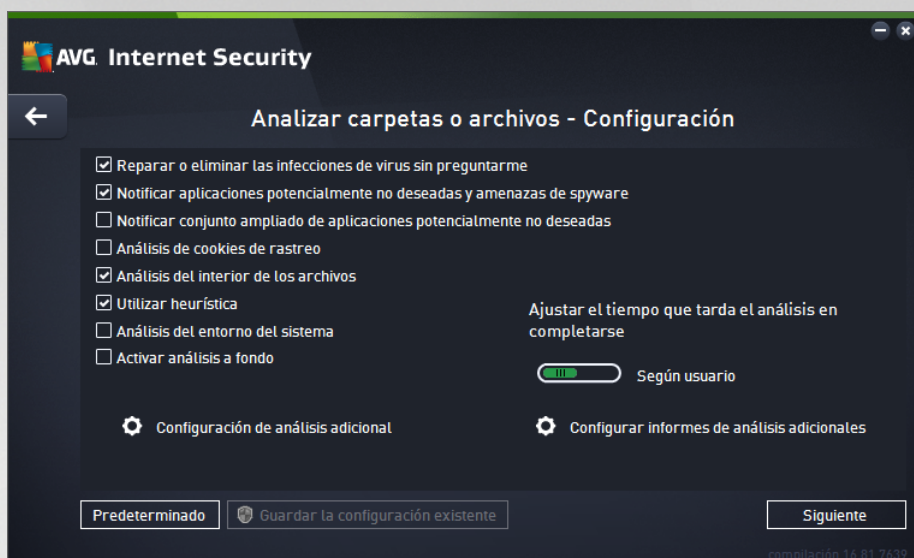 AVG. Internet Security
Analizar carpetas o archivos - Configuración
Reparar o eliminar las infecciones de virus sin preguntarme
Notificar aplicaciones potencialmente no deseadas y amenazas de spyware
Notificar conjunto ampliado de aplicaciones potencialmente no deseadas
Análisis de cookies de rastreo
Análisis del interior de los archivos
Utilizar heurística
Análisis del entorno del sistema
Activar análisis a fondo
Ajustar el tiempo que tarda el análisis en
completarse
Según usuario
Configuración de análisis adicional
Configurar informes de análisis adicionales
Predeterminado
Guardar la configuración existente
Siguiente
compilación 16.81.7639